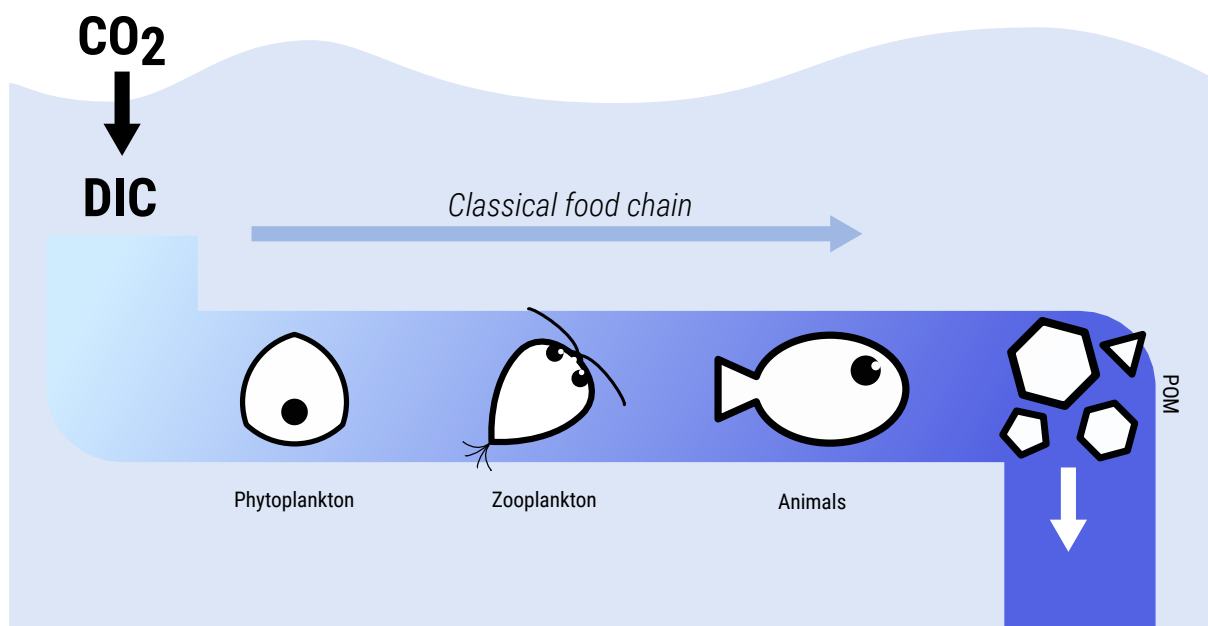 CO2
DIC
Classical food chain
POM
Phytoplankton
Zooplankton
Animals